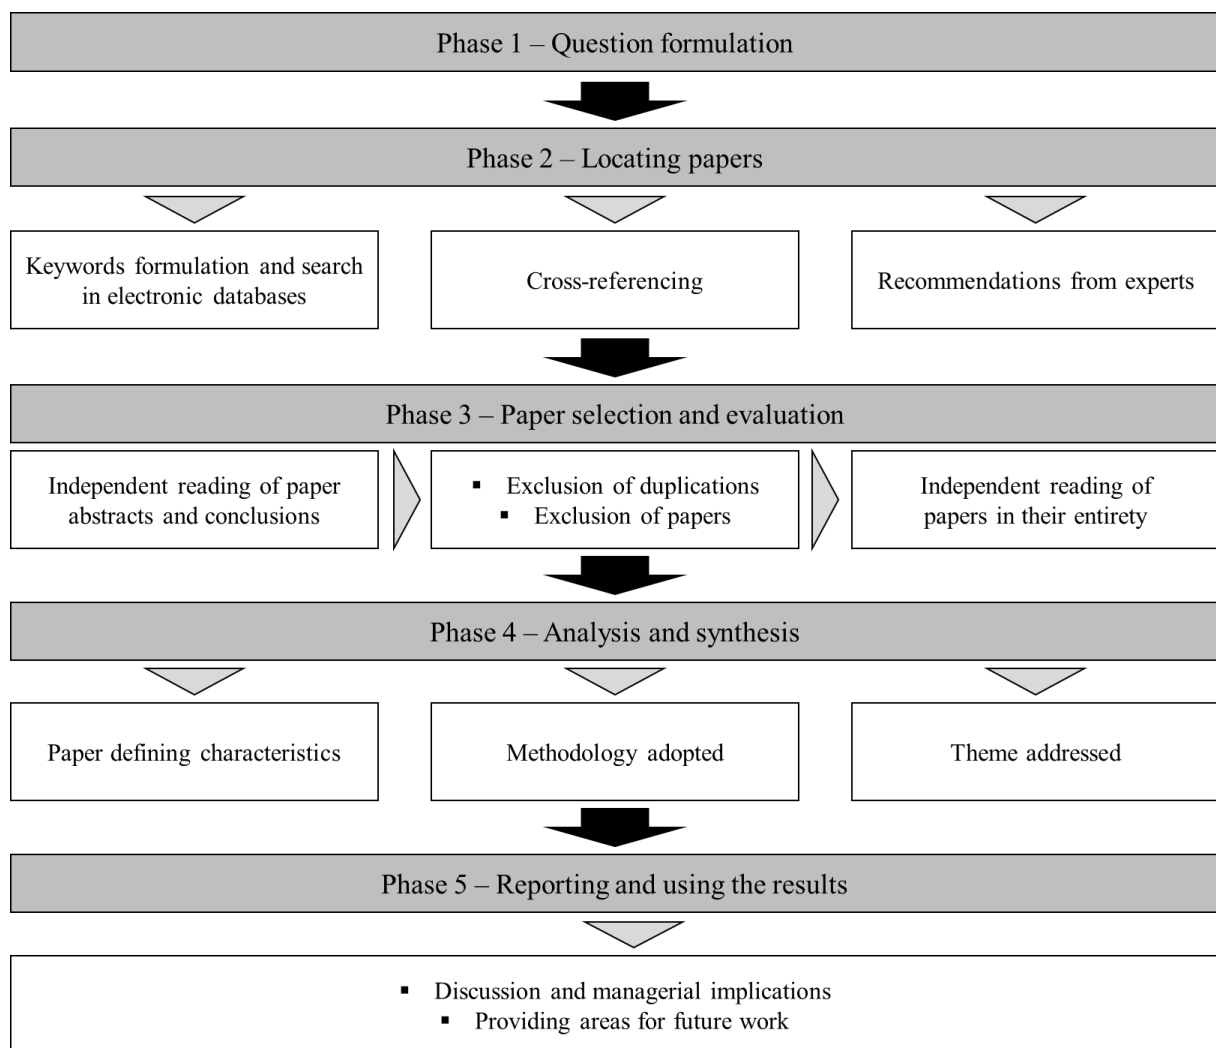 Phase 1 – Question formulation
Phase 2 – Locating papers
Keywords formulation and search
in electronic databases
Cross-referencing
Recommendations from experts
Phase 3 – Paper selection and evaluation
Independent reading of paper
abstracts and conclusions
▪ Exclusion of duplications
▪ Exclusion of papers
Independent reading of
papers in their entirety
Phase 4 – Analysis and synthesis
Paper defining characteristics
Methodology adopted
Theme addressed
Phase 5 – Reporting and using the results
▪ Discussion and managerial implications
▪ Providing areas for future work